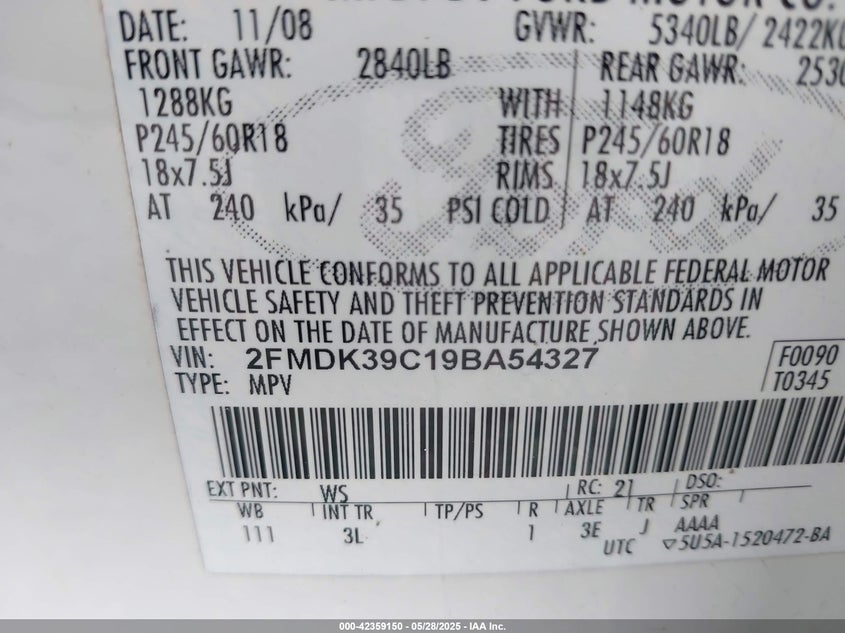 MOTOR CO.
DATE: 11/08 GVWR: 5340LB/ 2422KG
FRONT GAWR: 2840LB REAR GAWR: 2530
1288KG WITH 1148KG
P245/60R18 TIRES P245/60R18
18x7.5J RIMS 18x7.5J
AT 240 kPa/ 35 PSI COLD AT 240 kPa/ 35
THIS VEHICLE CONFORMS TO ALL APPLICABLE FEDERAL MOTOR
VEHICLE SAFETY AND THEFT PREVENTION STANDARDS IN
EFFECT ON THE DATE OF MANUFACTURE SHOWN ABOVE.
VIN: 2FMDK39C19BA54327 F0090
TYPE: MPV T0345
EXT PNT: WS RC: 21 DSO:
WB INT TR TP/PS R AXLE TR SPR
111 3L 1 3E J AAAA
UTC ▽5U5A-1520472-BA
000-42359150 - 05/28/2025 - IAA Inc.